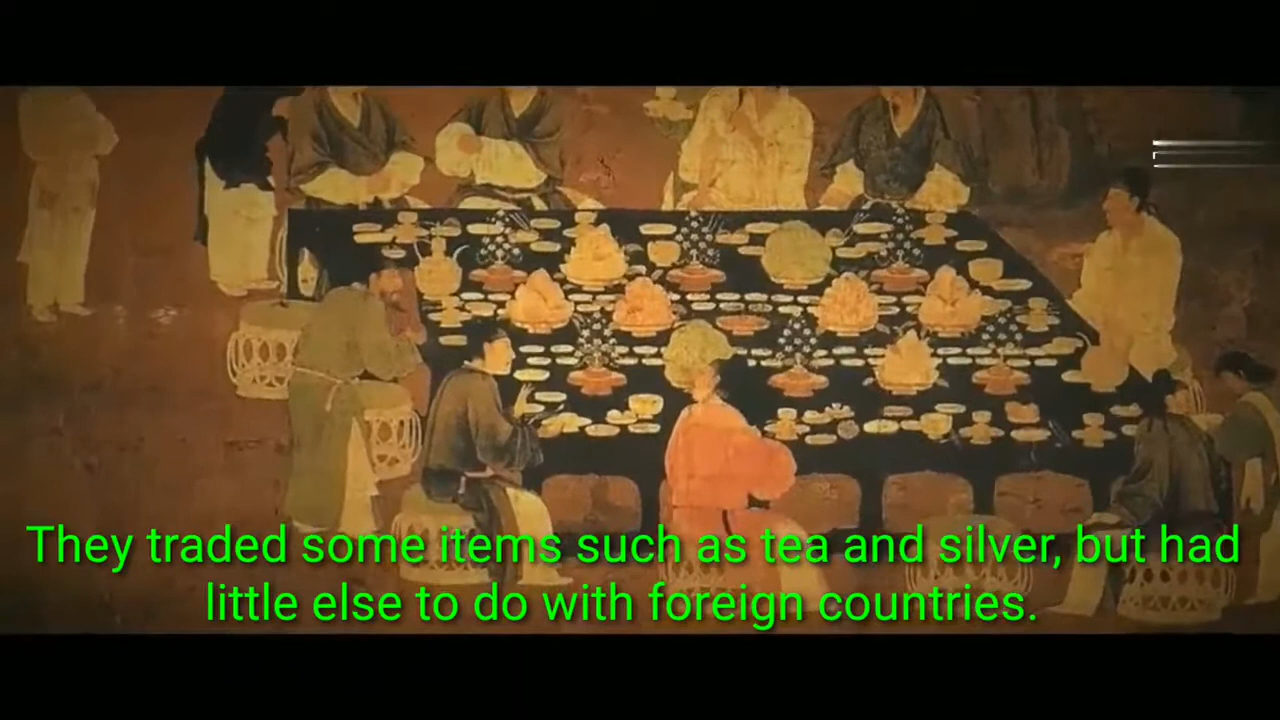 They traded some items such as tea and silver, but had
little else to do with foreign countries.